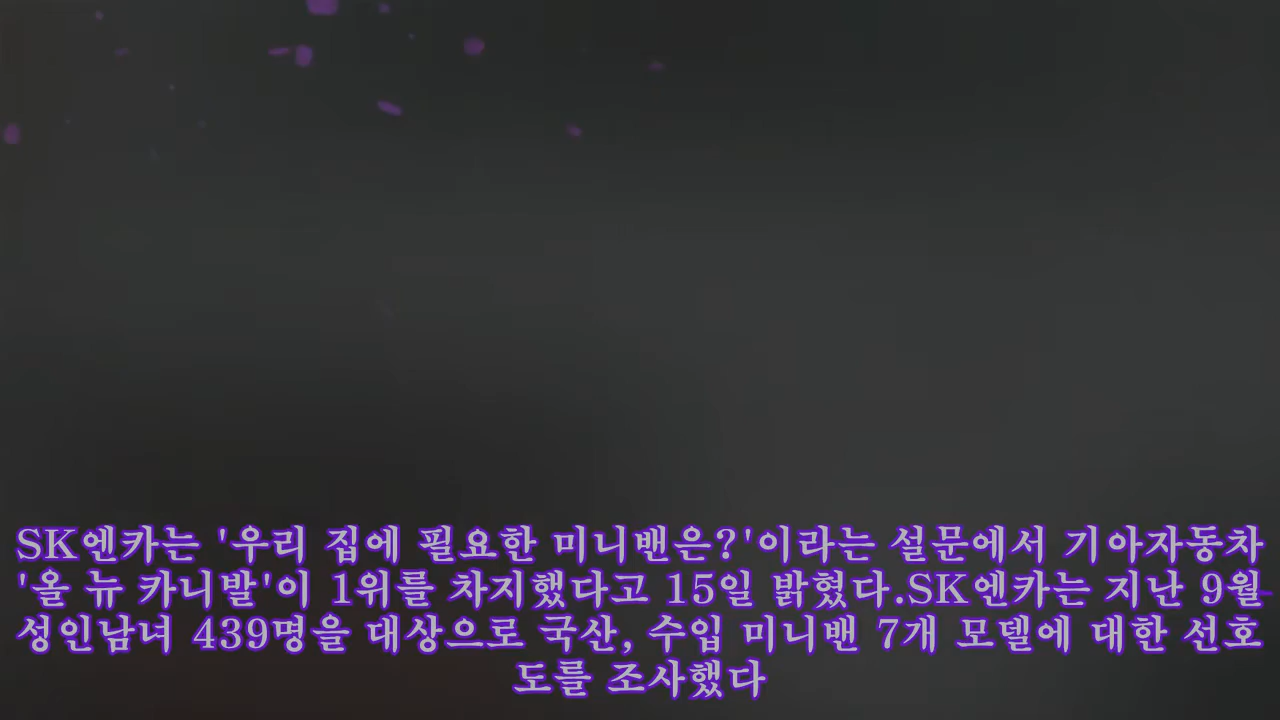 SK엔카는 '우리 집에 필요한 미니밴은?'이라는 설문에서 기아자동차
'올 뉴 카니발'이 1위를 차지했다고 15일 밝혔다.SK엔카는 지난 9월
성인남녀 439명을 대상으로 국산, 수입 미니밴 7개 모델에 대한 선호
도를 조사했다